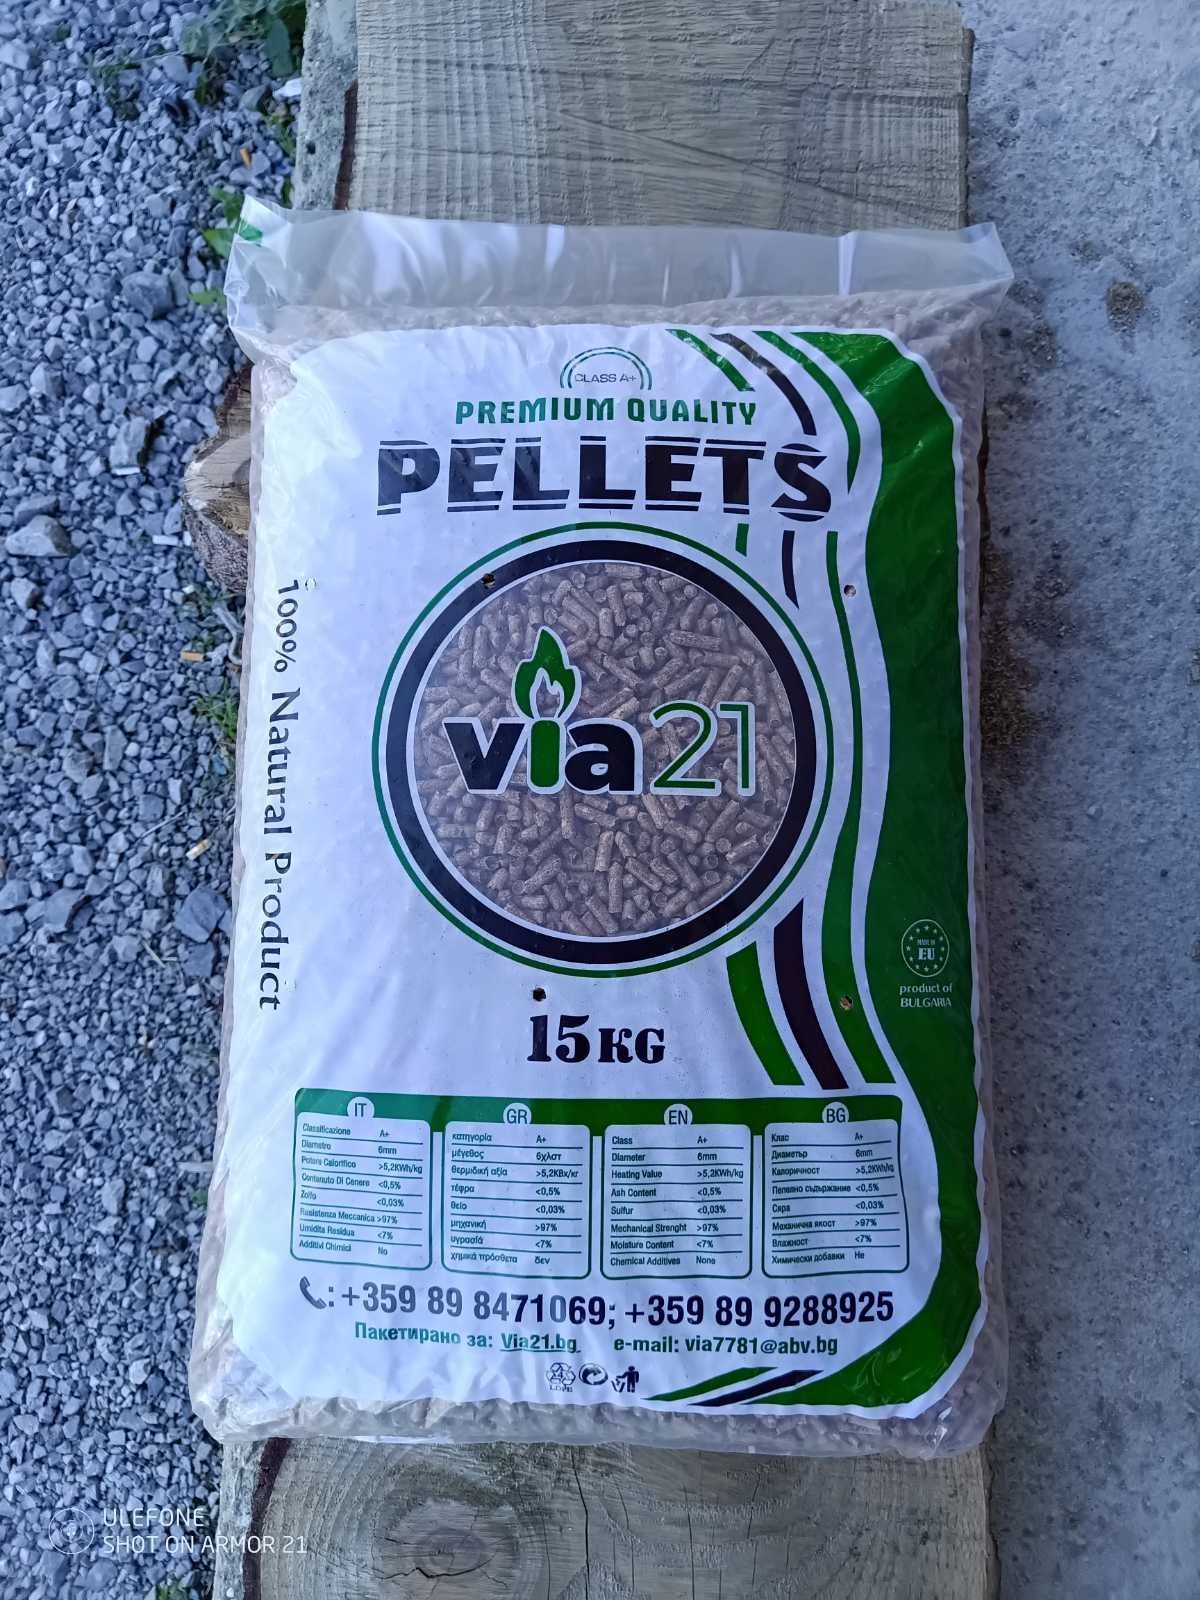 CLASS A+
PREMIUM QUALITY
PELLETS
100% Natural Product
via21
MADE IN
EU
product of
BULGARIA
15KG
IT
Classificazione A+
Diametro 6mm
Potere Calorifico >5,2KWh/kg
Contenuto Di Cenere <0,5%
Zolfo <0,03%
Resistenza Meccanica >97%
Umidita Residua <7%
Additivi Chimici No
GR
κατηγορία A+
μέγεθος 6χλστ
θερμιδική αξία >5,2KBx/кг
τέφρα <0,5%
θείο <0,03%
μηχανική >97%
υγρασία <7%
χημικά πρόσθετα δεν
EN
Class A+
Diameter 6mm
Heating Value >5,2KWh/kg
Ash Content <0,5%
Sulfur <0,03%
Mechanical Strenght >97%
Moisture Content <7%
Chemical Additives None
BG
Клас A+
Диаметър 6mm
Калоричност >5,2KWh/kg
Пепелно съдържание <0,5%
Сяра <0,03%
Механична якост >97%
Влажност <7%
Химически добавки Не
:+359 89 8471069; +359 89 9288925
Пакетирано за: Via21.bg e-mail: via7781@abv.bg
LDPE
ULEFONE
SHOT ON ARMOR 21